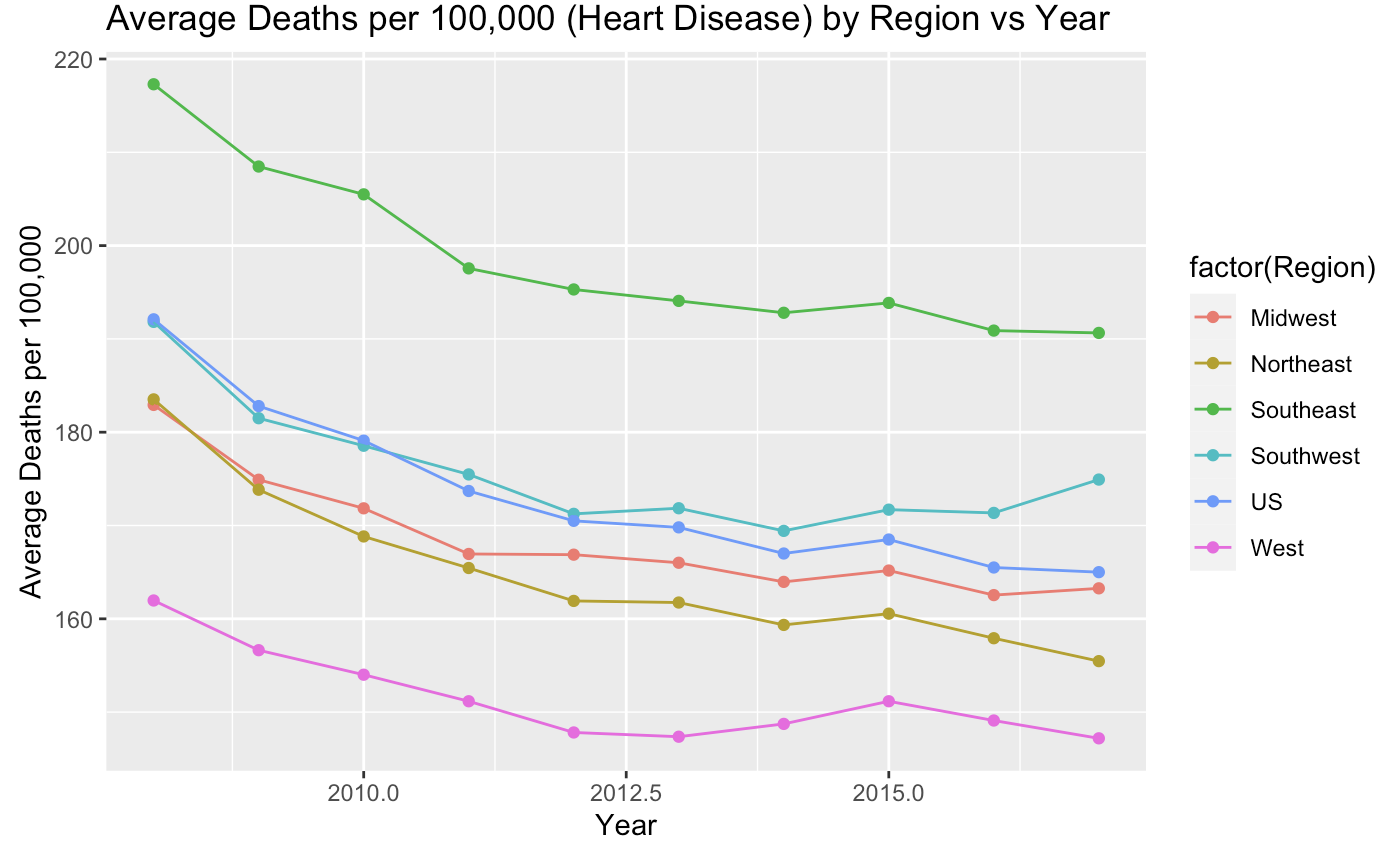 Average Deaths per 100,000 (Heart Disease) by Region vs Year
220
200
180
160
Average Deaths per 100,000
2010.0
2012.5
2015.0
Year
factor(Region)
Midwest
Northeast
Southeast
Southwest
US
West